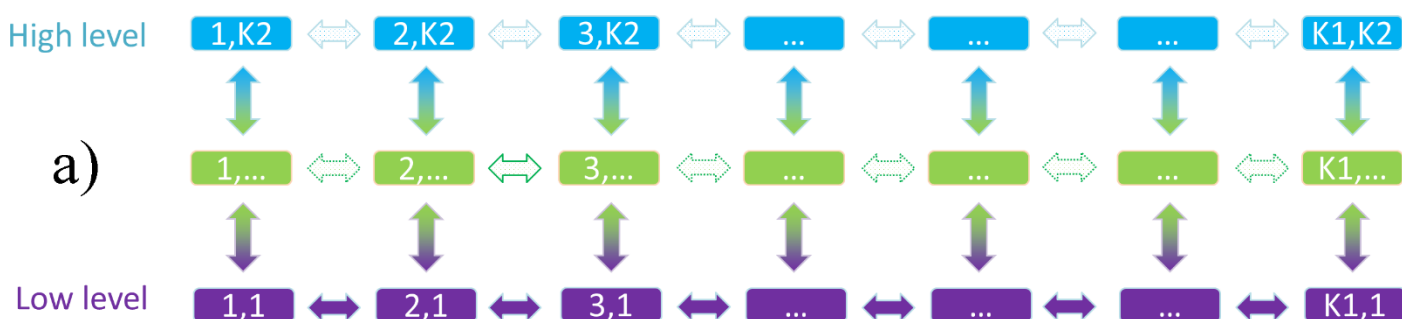 High level 1,K2 2,K2 3,K2 ... ... ... K1,K2
a) 1,... 2,... 3,... ... ... ... K1,...
Low level 1,1 2,1 3,1 ... ... ... K1,1